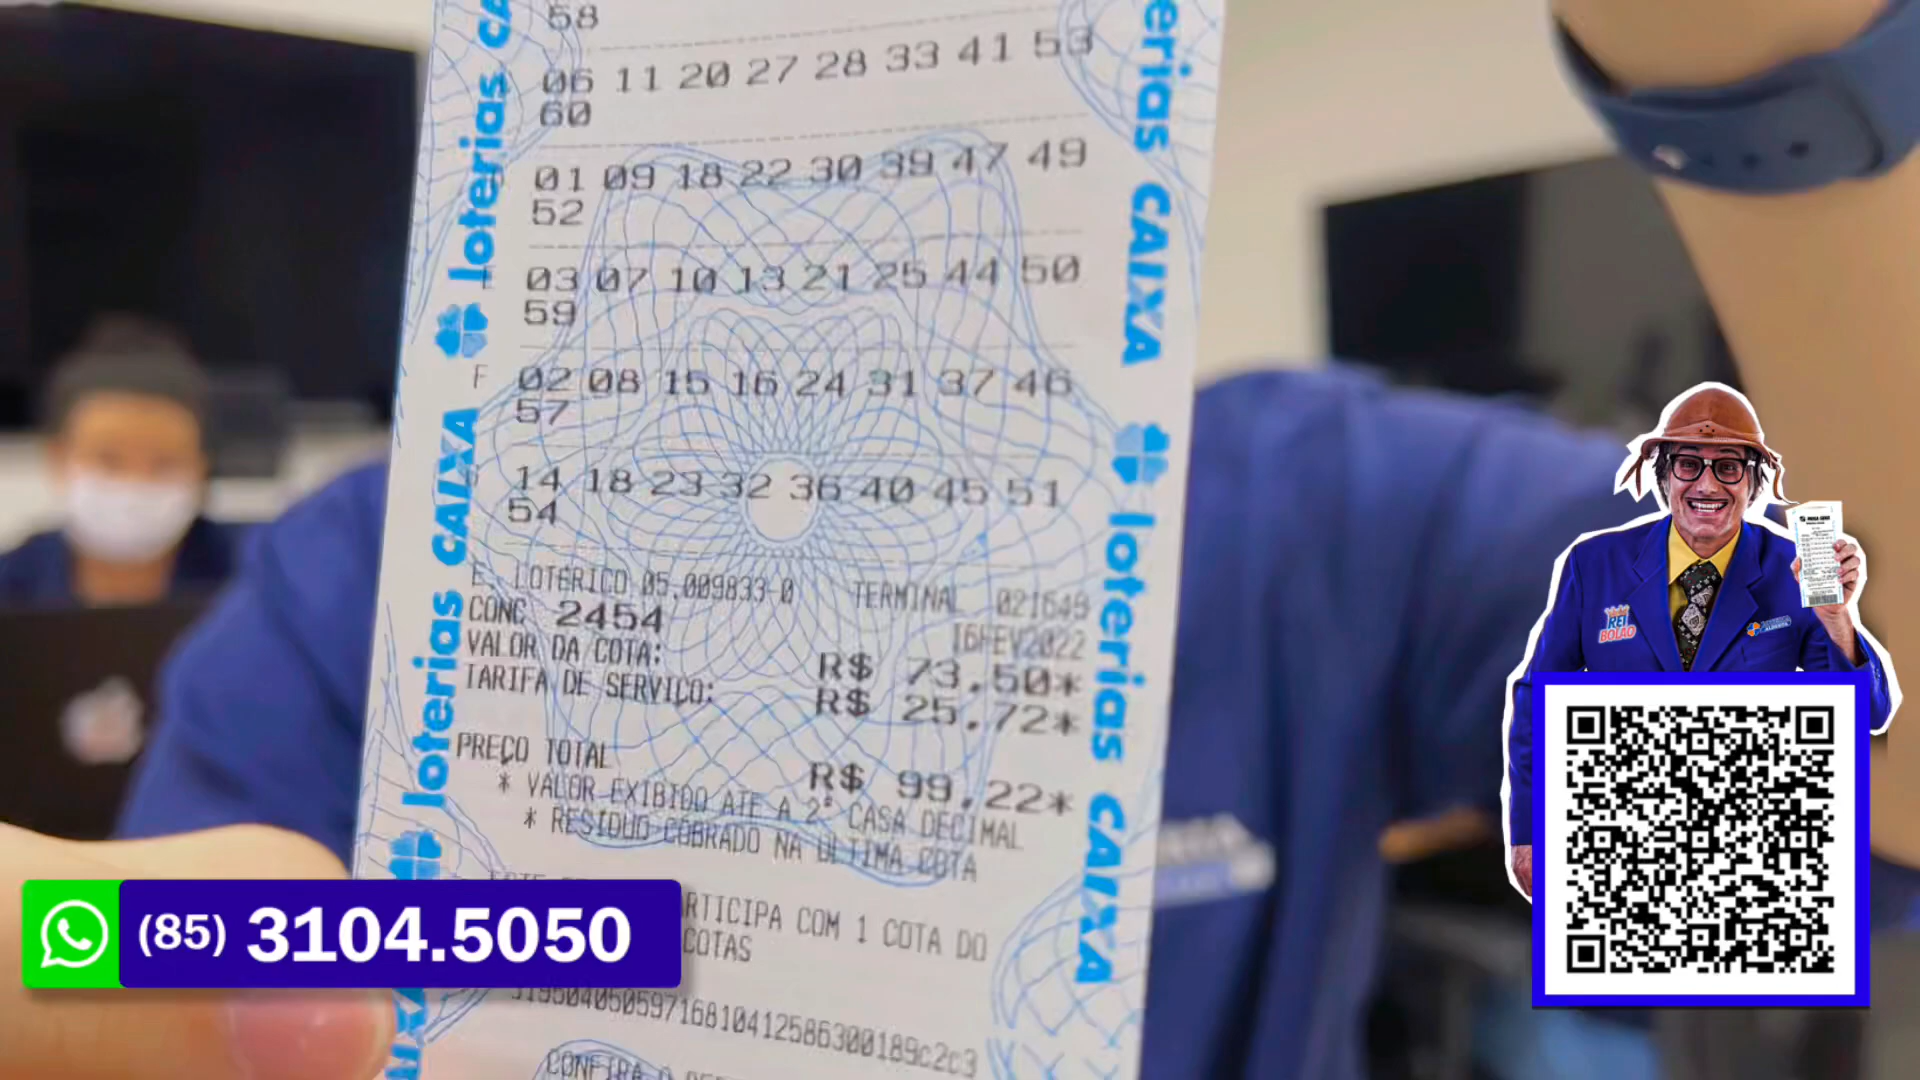 58
06 11 20 27 28 33 41 53
60
01 09 18 22 30 39 47 49
52
E 03 07 10 13 21 25 44 50
59
F 02 08 15 16 24 31 37 46
57
14 18 23 32 36 40 45 51
54
E. LOTÉRICO 05.009833-0 TERMINAL 021649
CONC 2454 16FEV2022
VALOR DA COTA: R$ 73,50*
TARIFA DE SERVIÇO: R$ 25,72*
PREÇO TOTAL R$ 99,22*
* VALOR EXIBIDO ATE A 2ª CASA DECIMAL
* RESIDUO COBRADO NA ULTIMA COTA
COM 1 COTA DO
COTAS
CONFIRA O
loterias CAIXA
loterias CAIXA
loterias CAIXA
CAIXA
loterias CAIXA
(85) 3104.5050
REI
BOLÃO